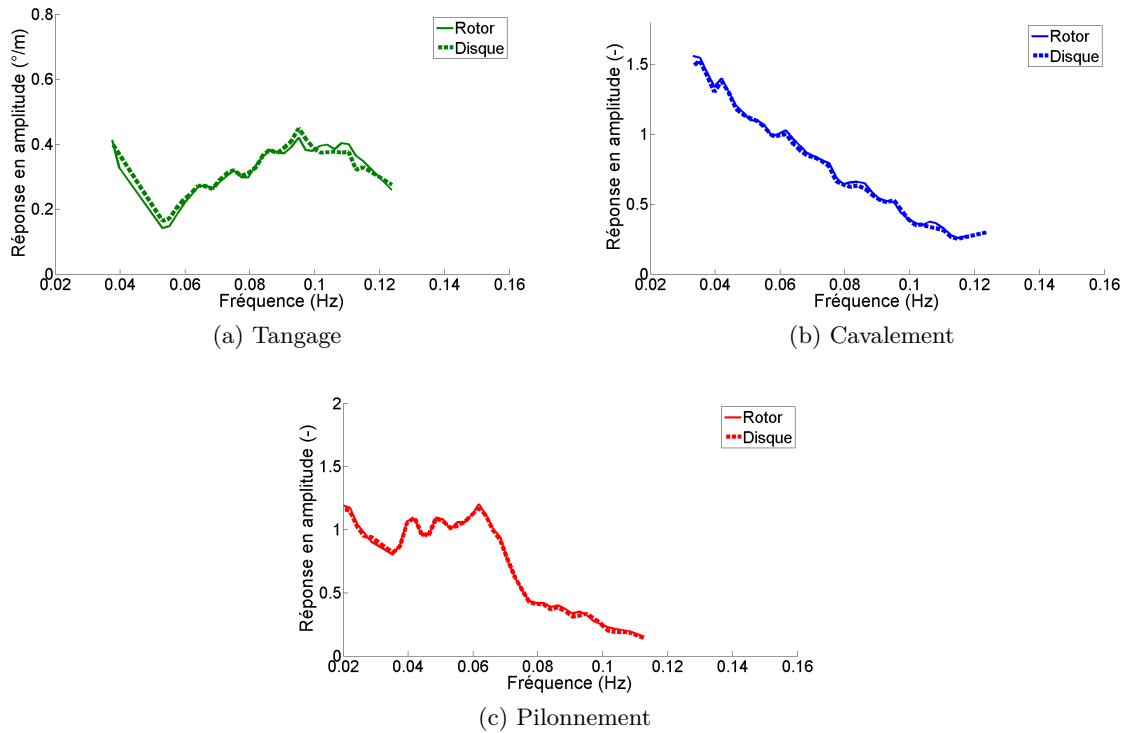 Réponse en amplitude (°/m)
0.8
0.6
0.4
0.2
0
0.02 0.04 0.06 0.08 0.1 0.12 0.14 0.16
Fréquence (Hz)
Rotor
Disque
(a) Tangage
Réponse en amplitude (-)
1.5
1
0.5
0
0.02 0.04 0.06 0.08 0.1 0.12 0.14 0.16
Fréquence (Hz)
Rotor
Disque
(b) Cavalement
Réponse en amplitude (-)
2
1.5
1
0.5
0
0.02 0.04 0.06 0.08 0.1 0.12 0.14 0.16
Fréquence (Hz)
Rotor
Disque
(c) Pilonnement